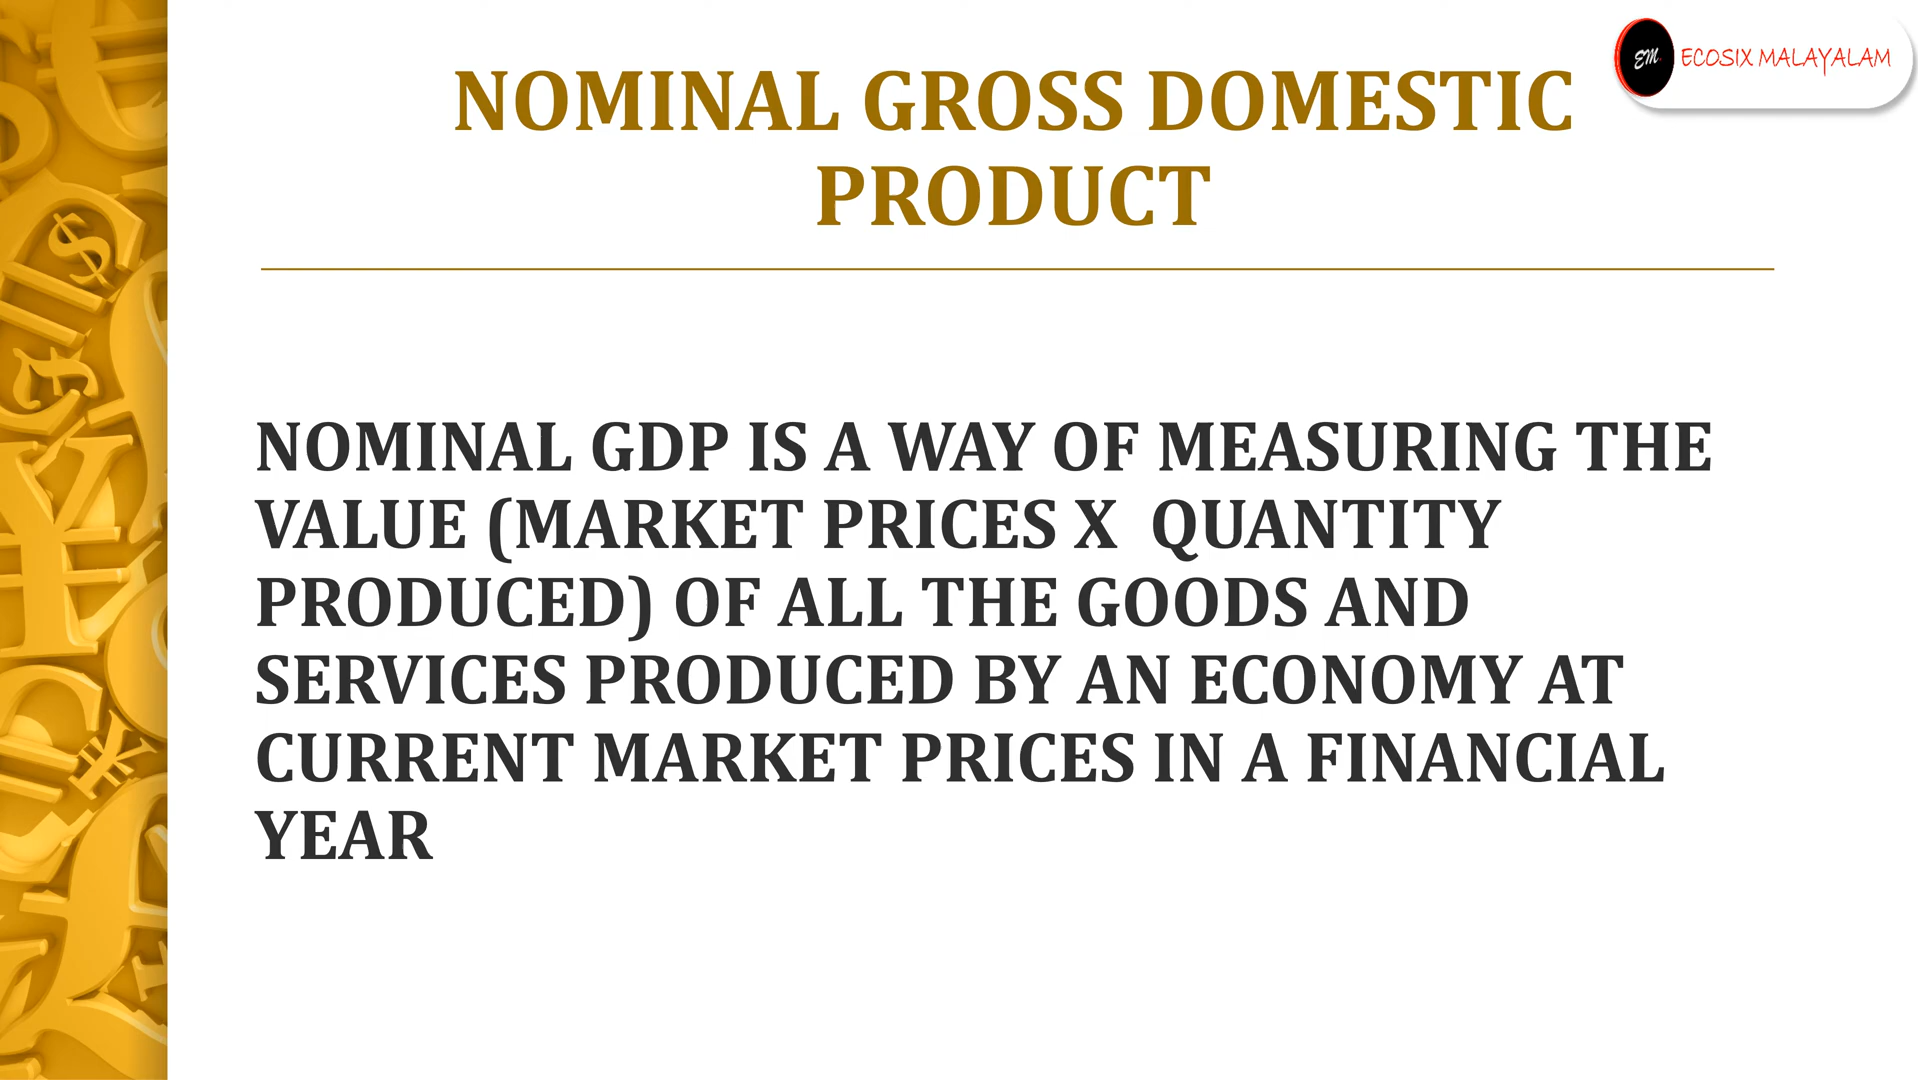 EM
ECOSIX MALAYALAM
NOMINAL GROSS DOMESTIC
PRODUCT
NOMINAL GDP IS A WAY OF MEASURING THE
VALUE (MARKET PRICES X  QUANTITY
PRODUCED) OF ALL THE GOODS AND
SERVICES PRODUCED BY AN ECONOMY AT
CURRENT MARKET PRICES IN A FINANCIAL
YEAR